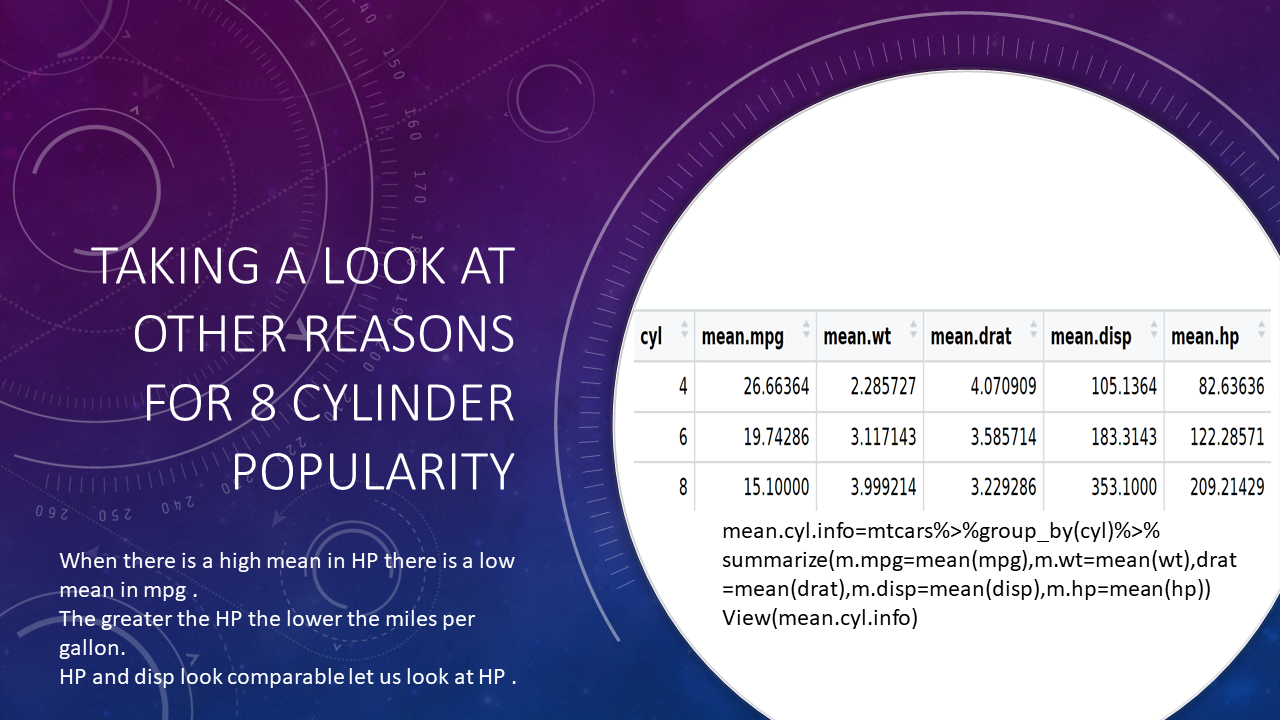 TAKING A LOOK AT
OTHER REASONS
FOR 8 CYLINDER
POPULARITY
When there is a high mean in HP there is a low
mean in mpg .
The greater the HP the lower the miles per
gallon.
HP and disp look comparable let us look at HP .
cyl mean.mpg mean.wt mean.drat mean.disp mean.hp
4 26.66364 2.285727 4.070909 105.1364 82.63636
6 19.74286 3.117143 3.585714 183.3143 122.28571
8 15.10000 3.999214 3.229286 353.1000 209.21429
mean.cyl.info=mtcars%>%group_by(cyl)%>%
summarize(m.mpg=mean(mpg),m.wt=mean(wt),drat
=mean(drat),m.disp=mean(disp),m.hp=mean(hp))
View(mean.cyl.info)
140
150
160
170
190
200
220
240
250
260